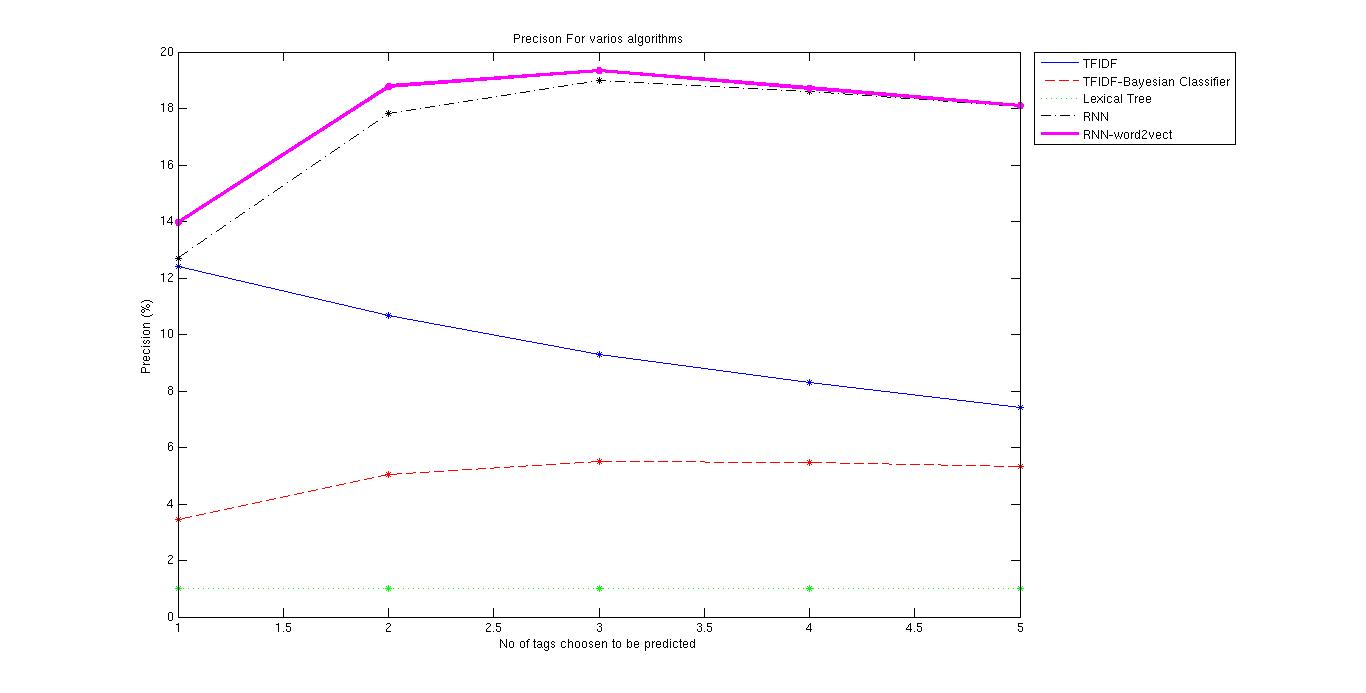 Precison For varios algorithms
20
18
16
14
12
10
8
6
4
2
0
Precision (%)
1
1.5
2
2.5
3
3.5
4
4.5
5
No of tags choosen to be predicted
TFIDF
TFIDF-Bayesian Classifier
Lexical Tree
RNN
RNN-word2vect